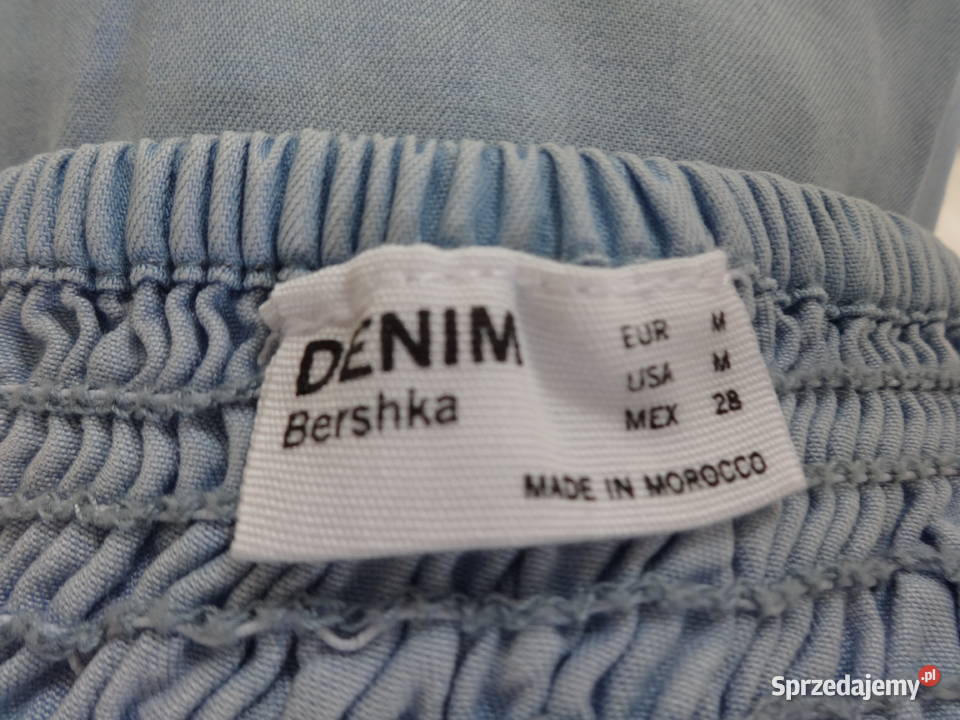 DENIM
Bershka
EUR M
USA M
MEX 28
MADE IN MOROCCO
Sprzedajemy.pl